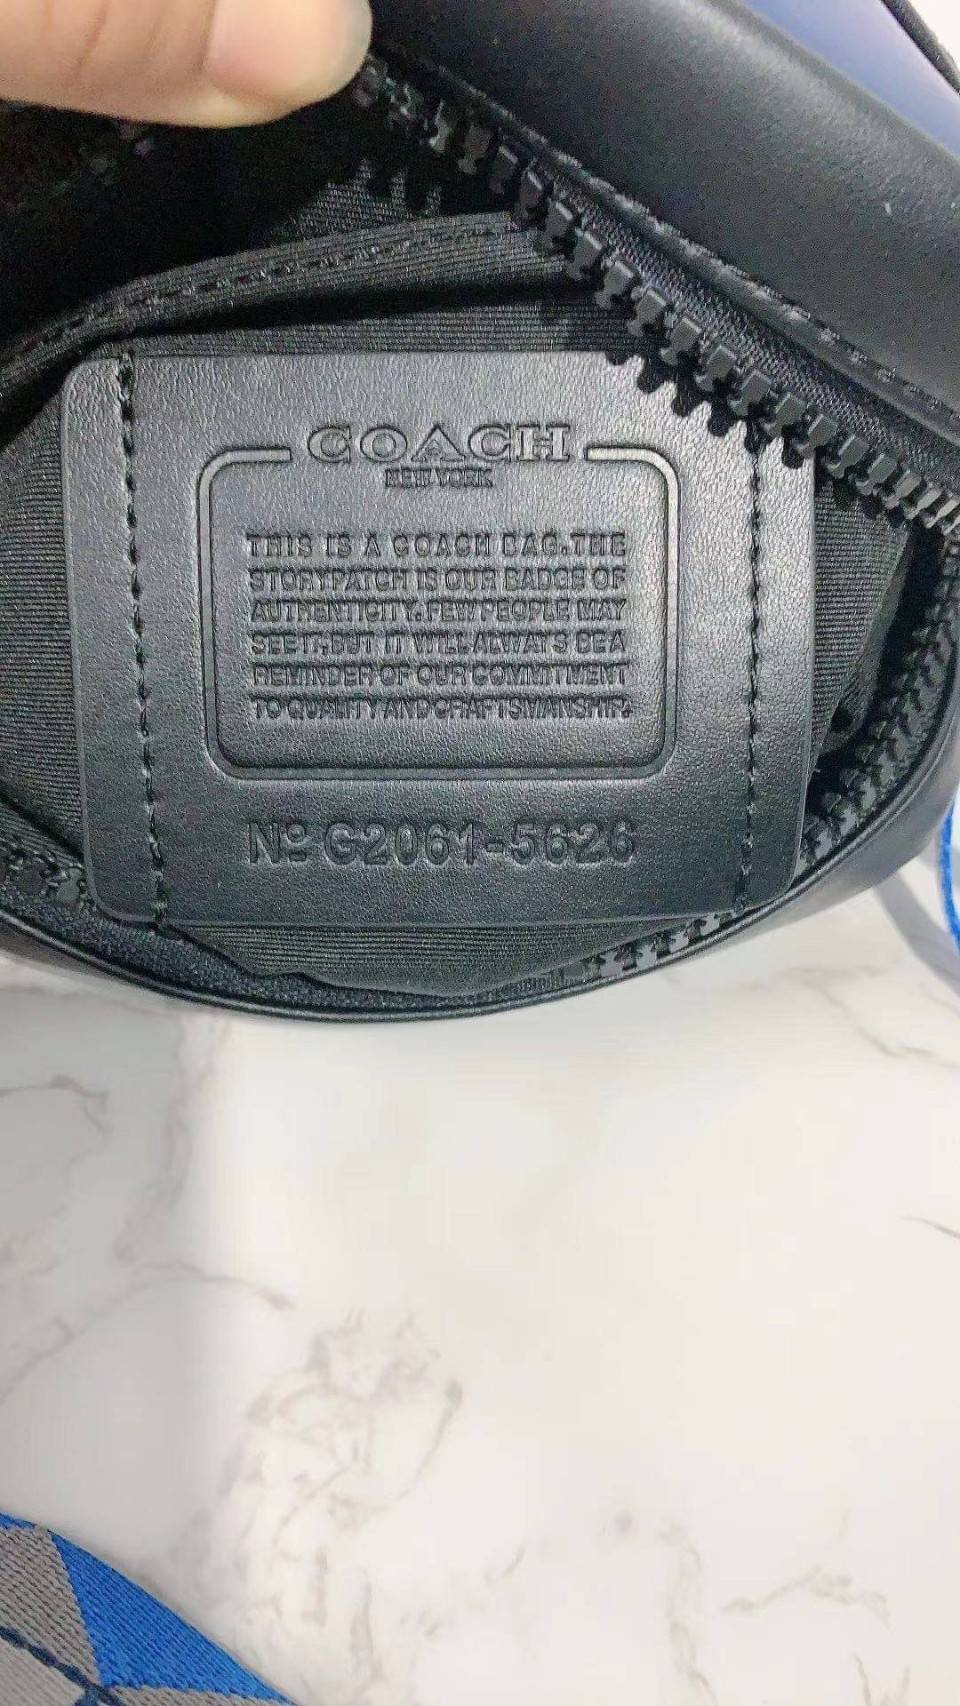 COACH
NEW YORK
THIS IS A COACH BAG. THE
STORYPATCH IS OUR BADGE OF
AUTHENTICITY. FEW PEOPLE MAY
SEE IT, BUT IT WILL ALWAYS BE A
REMINDER OF OUR COMMITMENT
TO QUALITY AND CRAFTSMANSHIP.
Nº G2061-5626